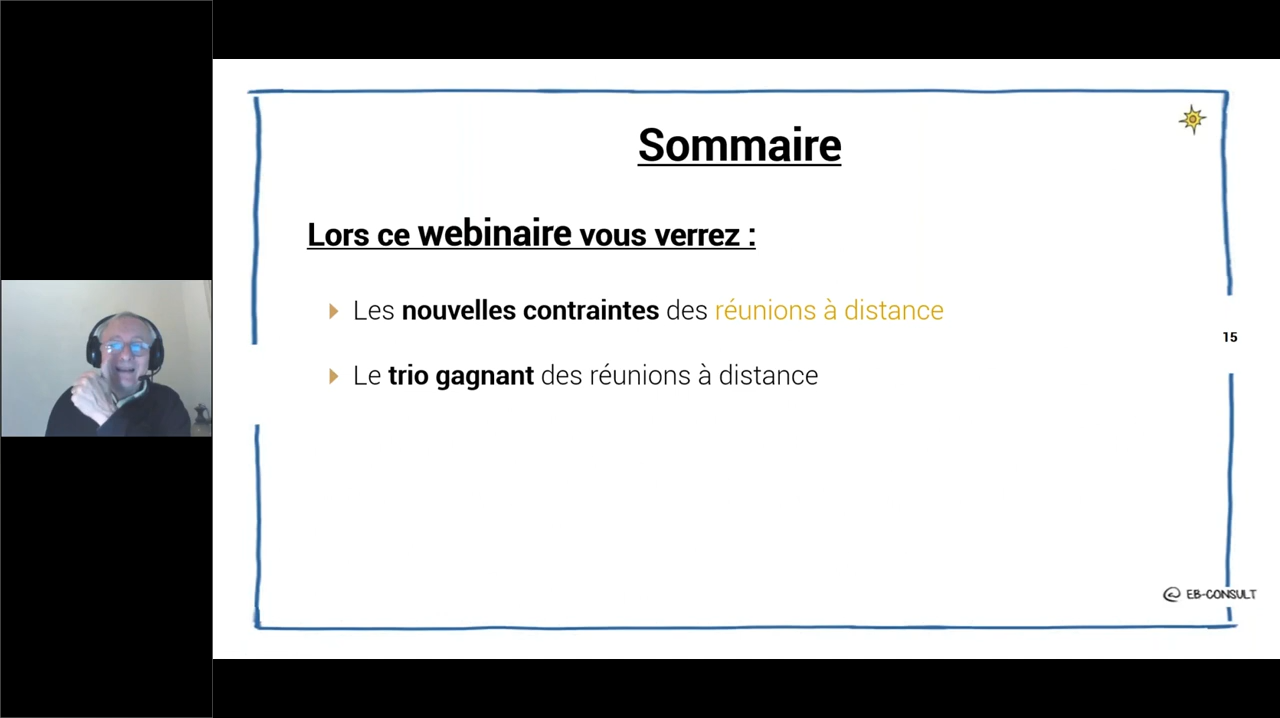 Sommaire
Lors ce webinaire vous verrez :
Les nouvelles contraintes des réunions à distance
15
Le trio gagnant des réunions à distance
@ EB-CONSULT